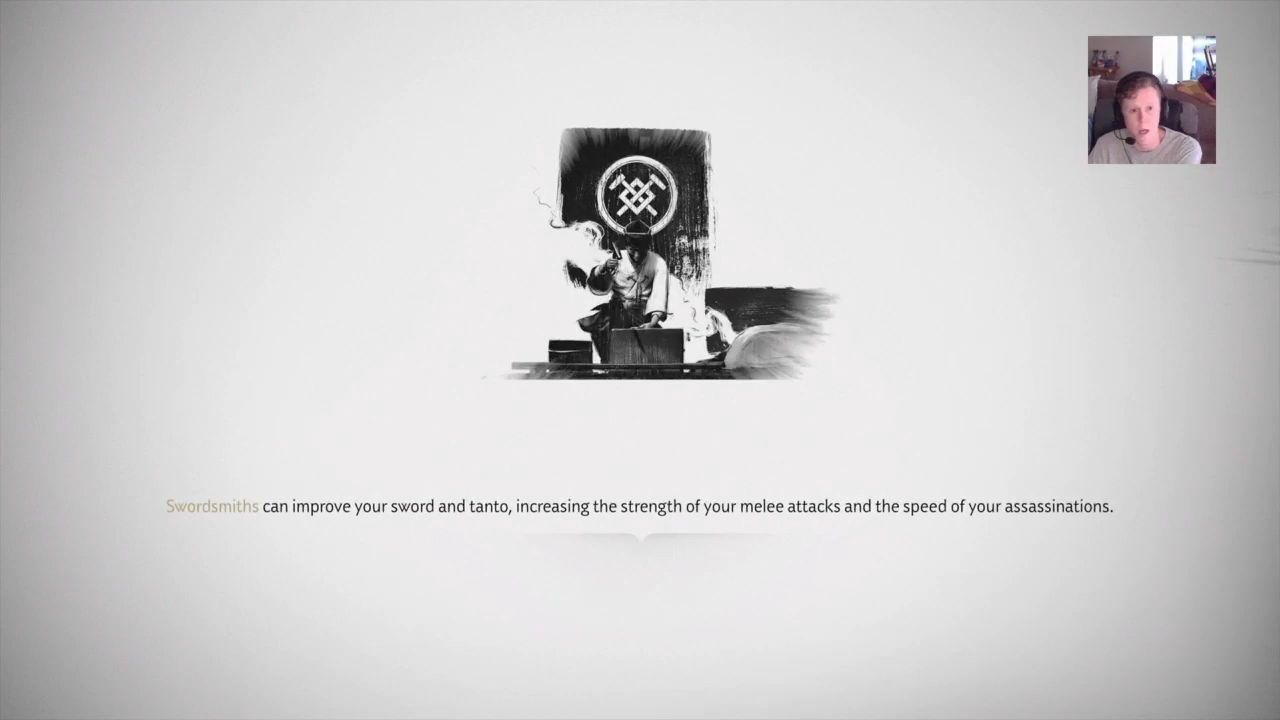 Swordsmiths can improve your sword and tanto, increasing the strength of your melee attacks and the speed of your assassinations.